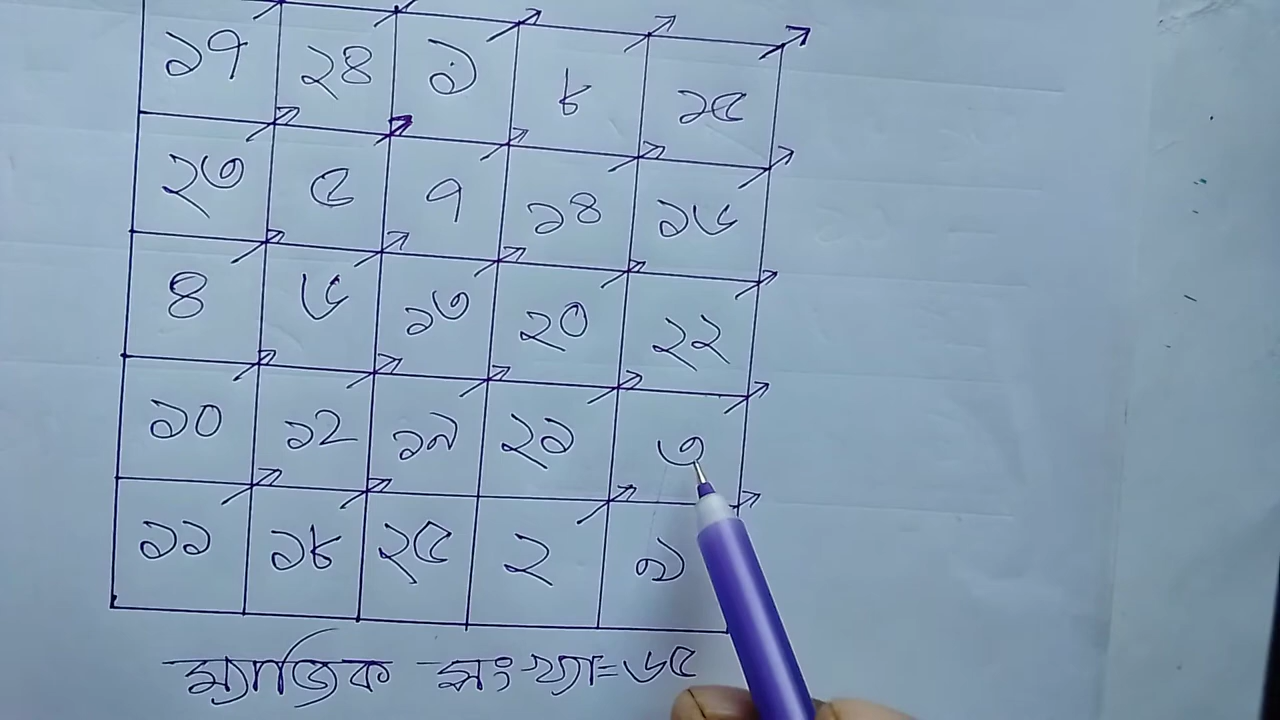 ১৭ ২৪ ১ ৮ ১৫
২৩ ৫ ৭ ১৪ ১৬
৪ ৬ ১৩ ২০ ২২
১০ ১২ ১৯ ২১ ৩
১১ ১৮ ২৫ ২ ৯
ম্যাজিক সংখ্যা=৬৫